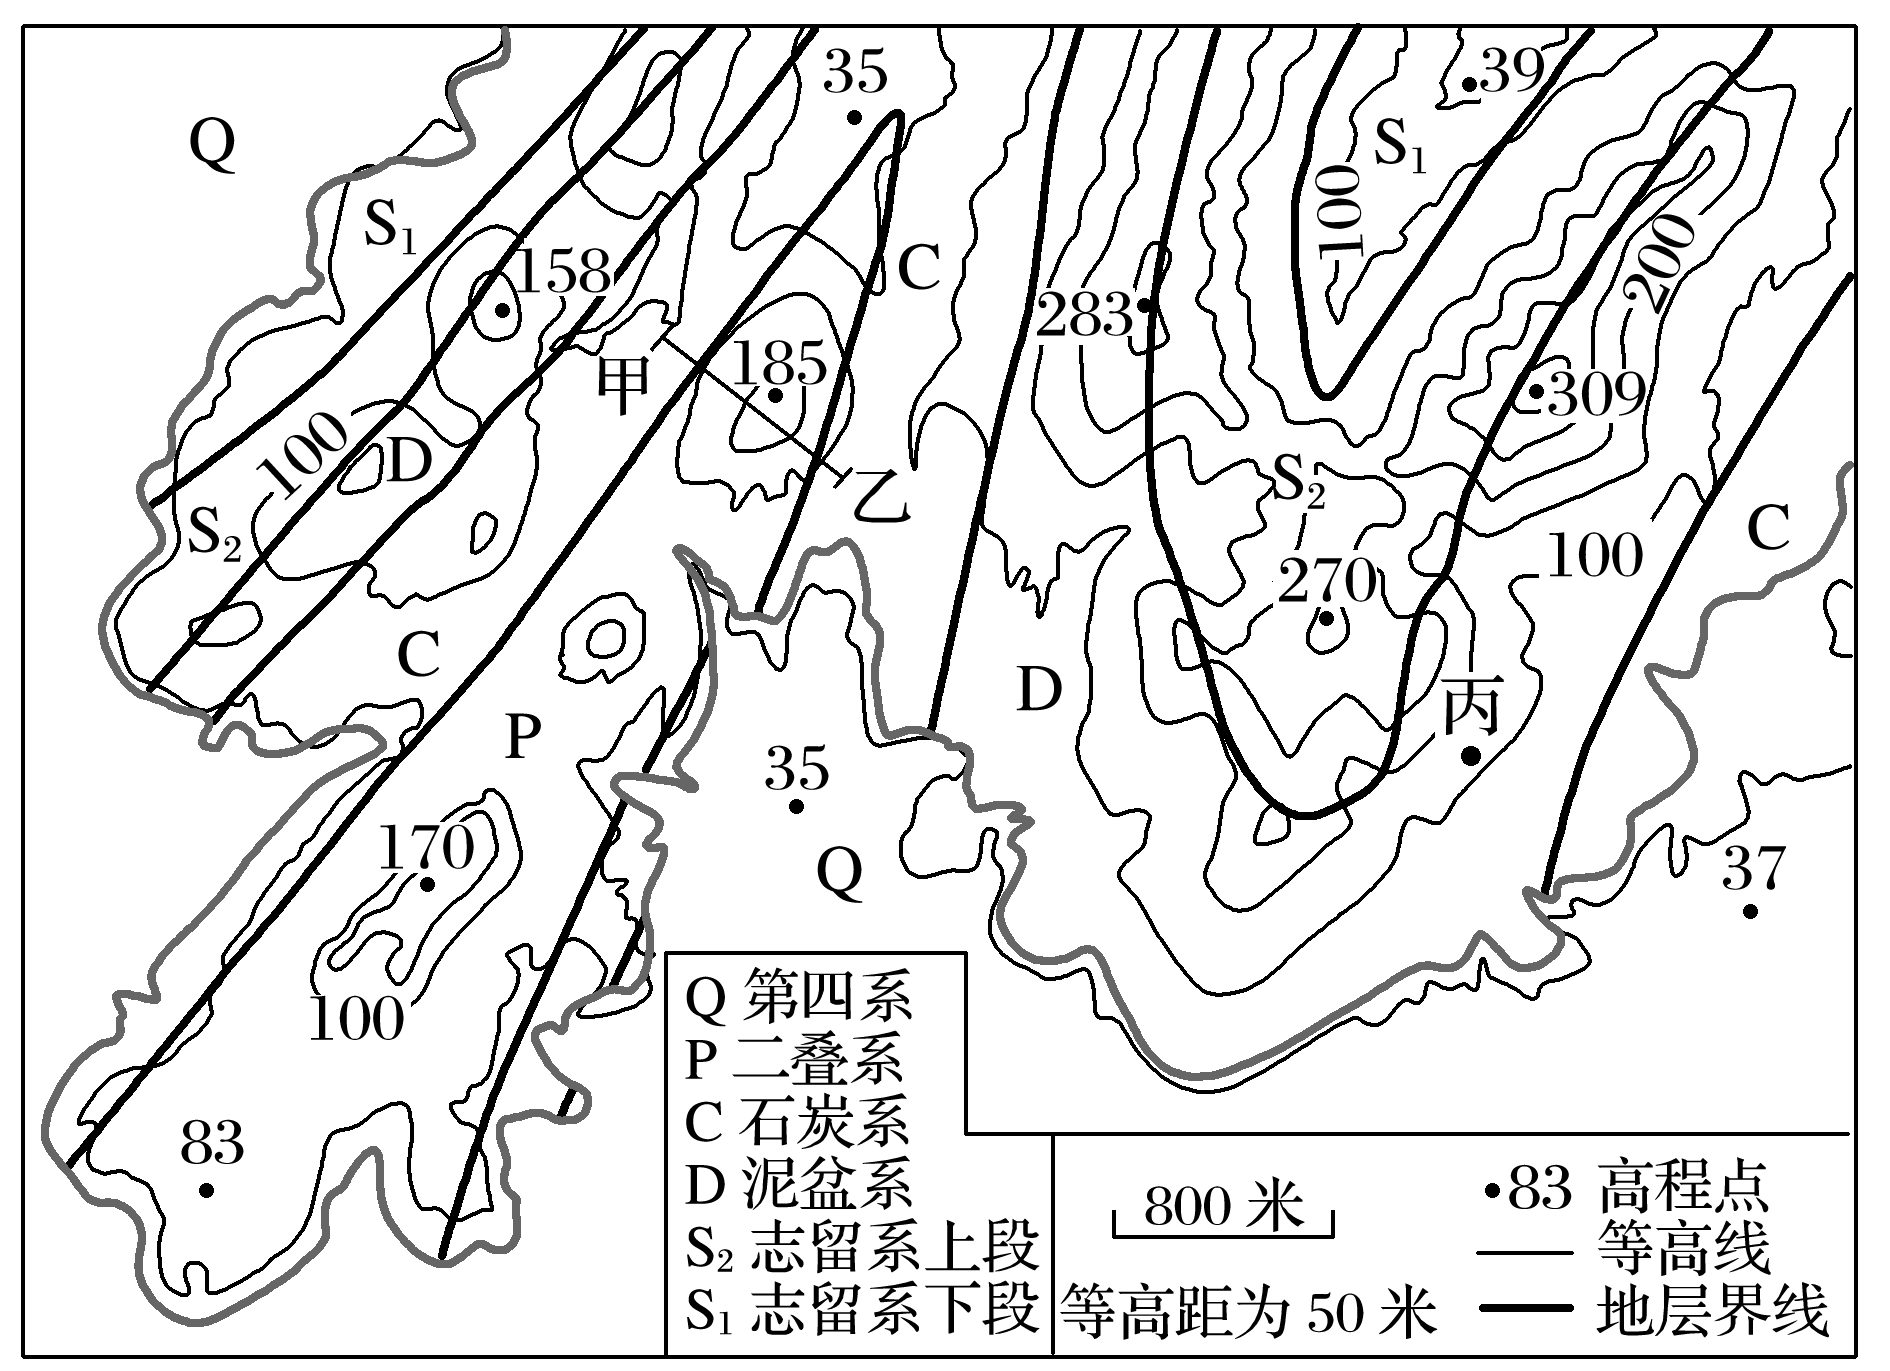 35
39
Q
S₁
S₁
100
C
158
200
283
185
甲
309
100
D
S₂
乙
S₂
C
100
270
C
D
丙
P
35
170
Q
37
100
83
Q 第四系
P 二叠系
C 石炭系
D 泥盆系
S₂ 志留系上段
S₁ 志留系下段
800 米
等高距为 50 米
83 高程点
等高线
地层界线